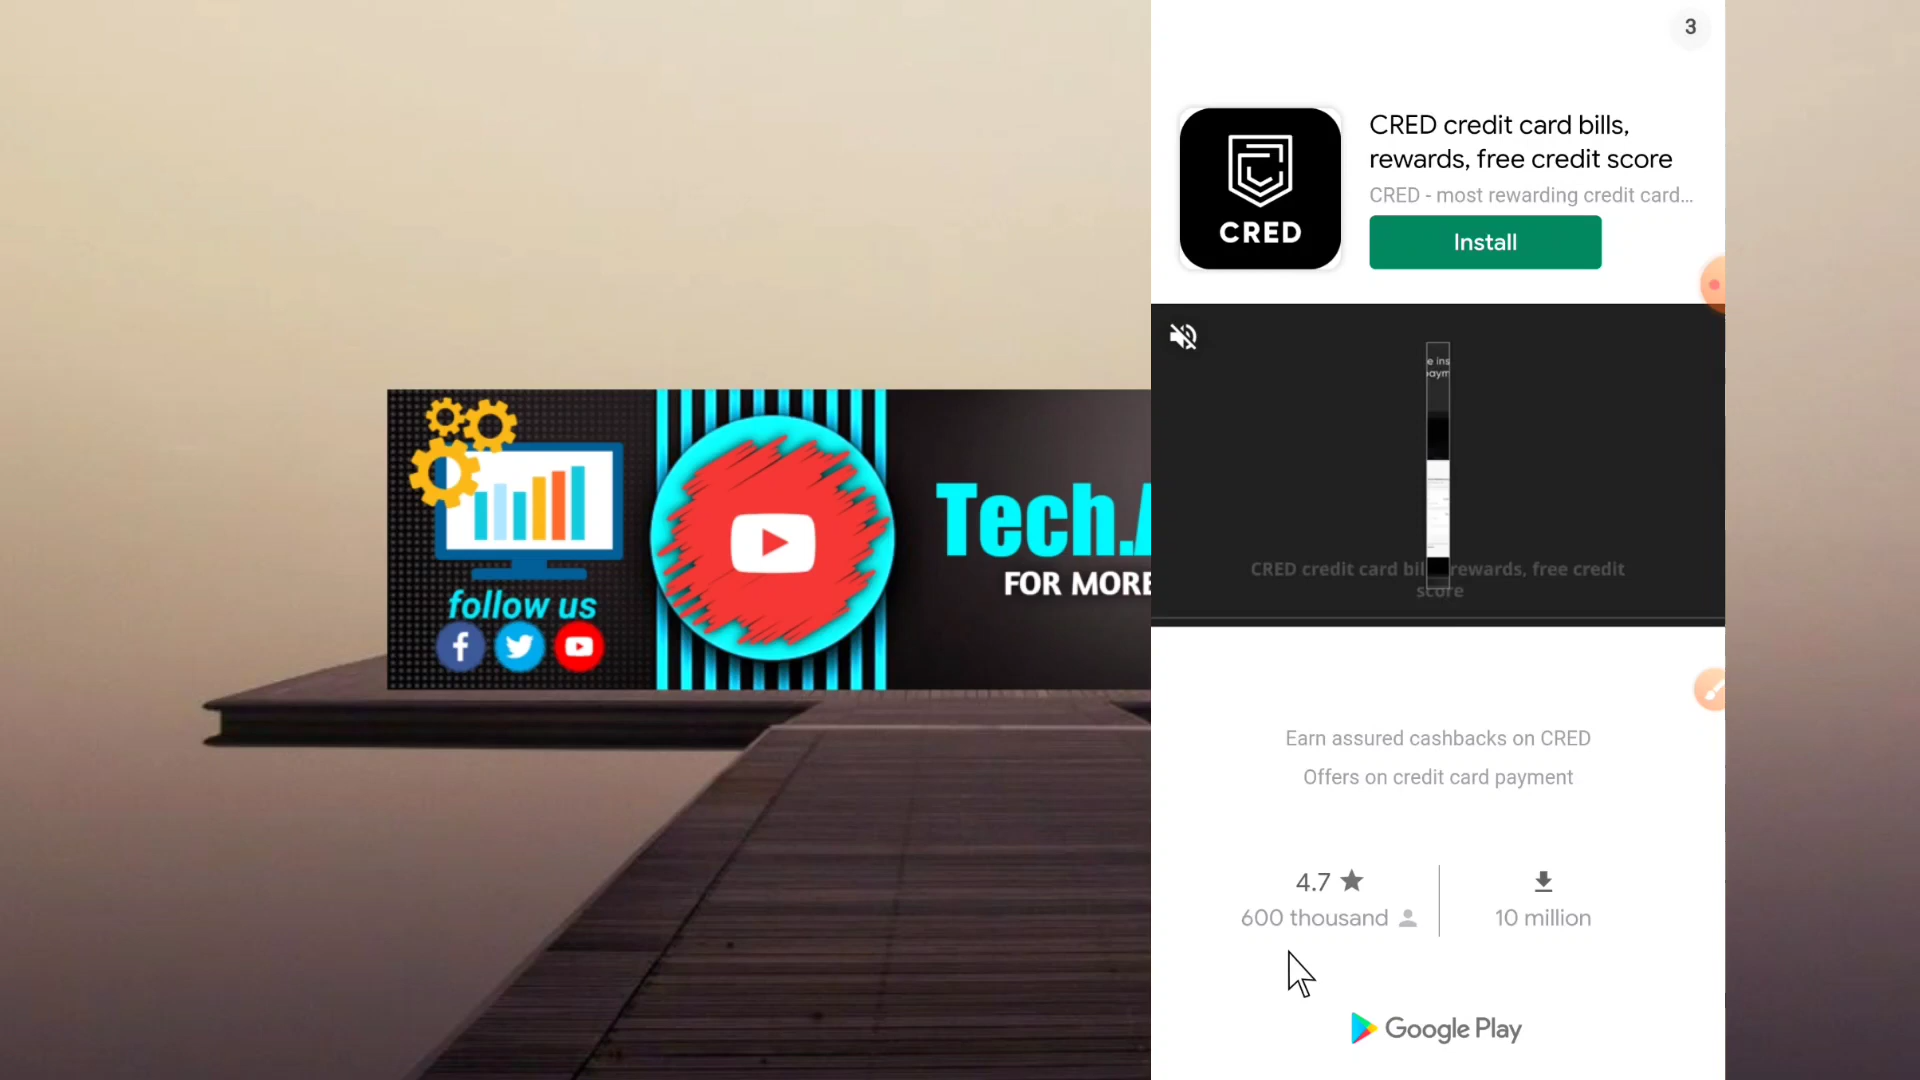 3
CRED credit card bills,
rewards, free credit score
CRED - most rewarding credit card...
CRED
Install
e ins
paym
CRED credit card bil rewards, free credit
score
follow us
Tech.
FOR MORE
Earn assured cashbacks on CRED
Offers on credit card payment
4.7
600 thousand
10 million
Google Play